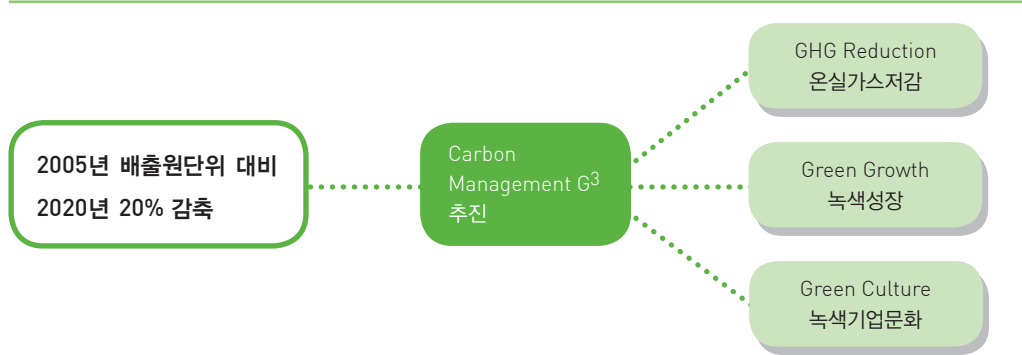 2005년 배출원단위 대비
2020년 20% 감축
Carbon
Management G³
추진
GHG Reduction
온실가스저감
Green Growth
녹색성장
Green Culture
녹색기업문화